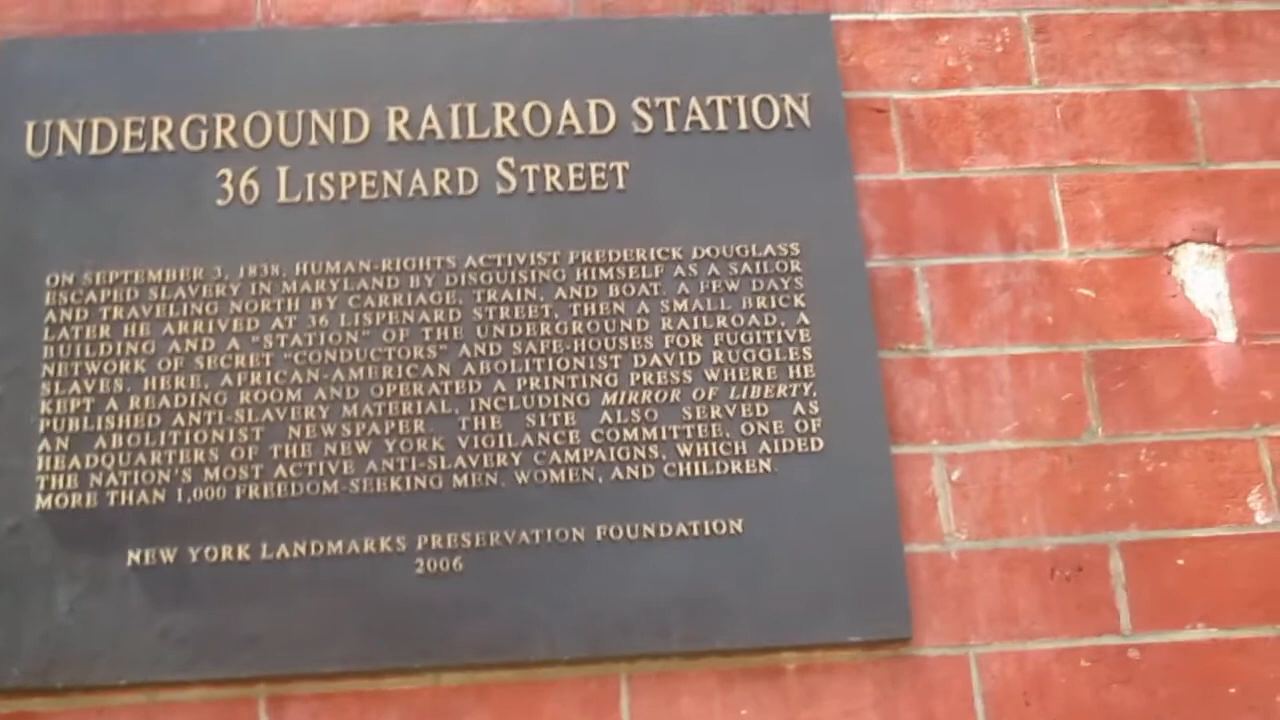 UNDERGROUND RAILROAD STATION
36 LISPENARD STREET
ON SEPTEMBER 3, 1838, HUMAN-RIGHTS ACTIVIST FREDERICK DOUGLASS
ESCAPED SLAVERY IN MARYLAND BY DISGUISING HIMSELF AS A SAILOR
AND TRAVELING NORTH BY CARRIAGE, TRAIN, AND BOAT. A FEW DAYS
LATER HE ARRIVED AT 36 LISPENARD STREET, THEN A SMALL BRICK
BUILDING AND A "STATION" OF THE UNDERGROUND RAILROAD, A
NETWORK OF SECRET "CONDUCTORS" AND SAFE-HOUSES FOR FUGITIVE
SLAVES. HERE, AFRICAN-AMERICAN ABOLITIONIST DAVID RUGGLES
KEPT A READING ROOM AND OPERATED A PRINTING PRESS WHERE HE
PUBLISHED ANTI-SLAVERY MATERIAL, INCLUDING MIRROR OF LIBERTY,
AN ABOLITIONIST NEWSPAPER. THE SITE ALSO SERVED AS
HEADQUARTERS OF THE NEW YORK VIGILANCE COMMITTEE, ONE OF
THE NATION'S MOST ACTIVE ANTI-SLAVERY CAMPAIGNS, WHICH AIDED
MORE THAN 1,000 FREEDOM-SEEKING MEN, WOMEN, AND CHILDREN.
NEW YORK LANDMARKS PRESERVATION FOUNDATION
2006